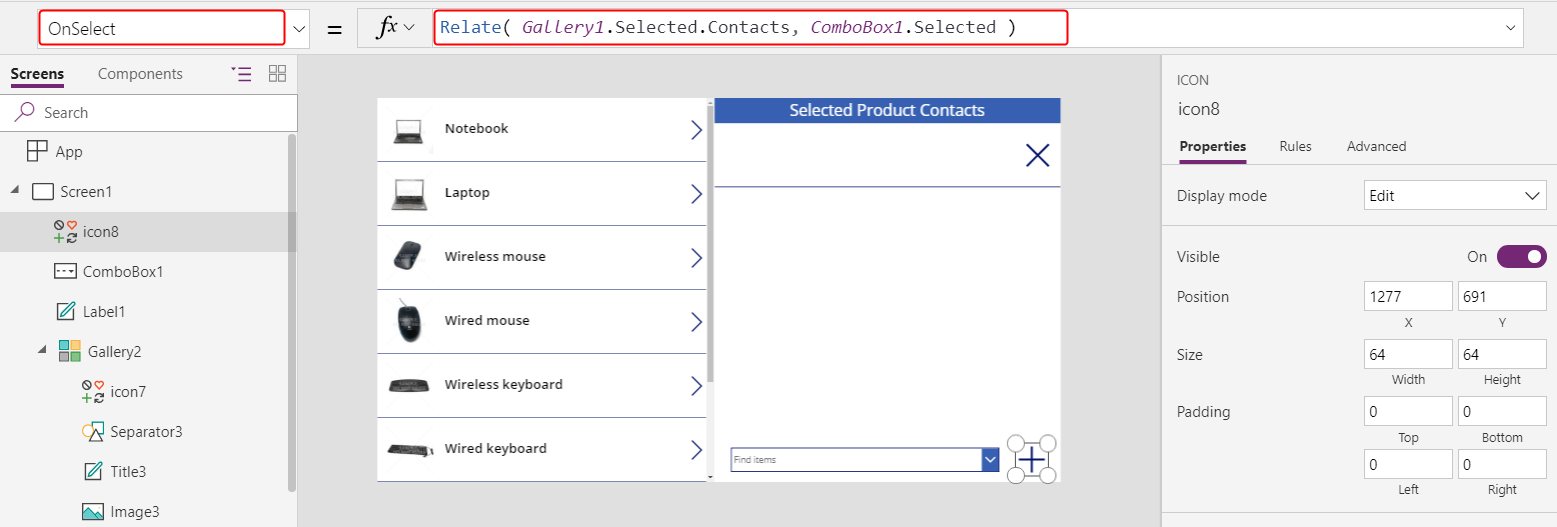 OnSelect = fx Relate( Gallery1.Selected.Contacts, ComboBox1.Selected )
Screens Components
Search
App
Screen1
icon8
ComboBox1
Label1
Gallery2
icon7
Separator3
Title3
Image3
Notebook
Laptop
Wireless mouse
Wired mouse
Wireless keyboard
Wired keyboard
Selected Product Contacts
Find items
ICON
icon8
Properties Rules Advanced
Display mode Edit
Visible On
Position 1277 691
X Y
Size 64 64
Width Height
Padding 0 0
Top Bottom
0 0
Left Right